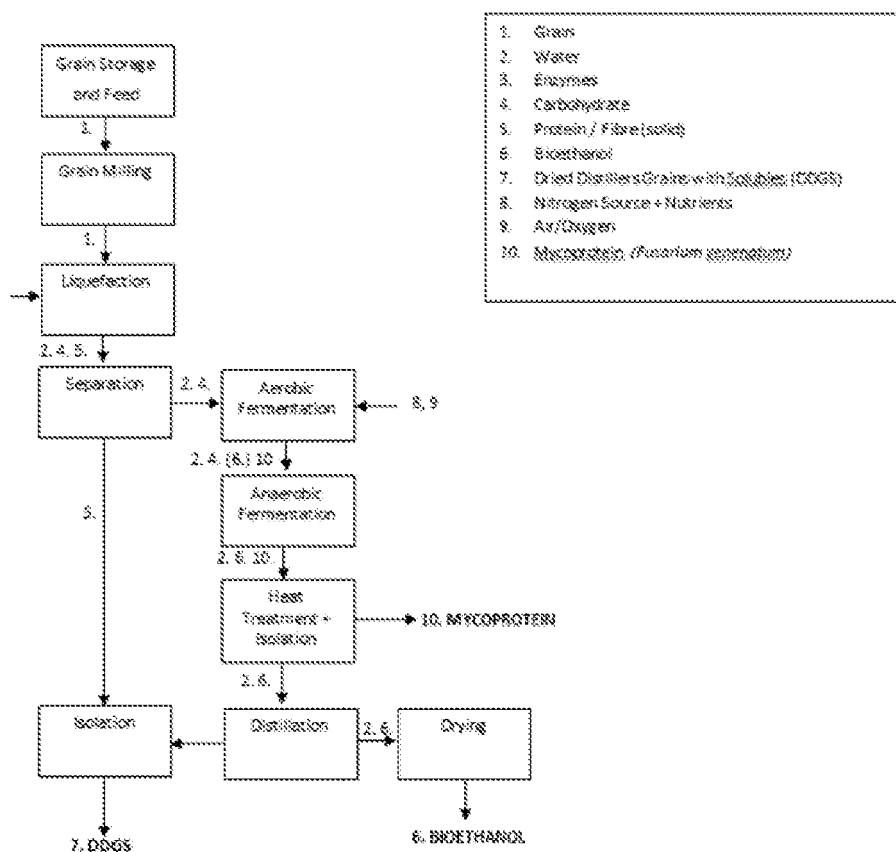 Grain Storage
and Feed
1.
Grain Milling
1.
Liquefaction
2. 4. 5.
Separation
2. 4.
Aerobic
Fermentation
8, 9
2. 4. (6.) 10
Anaerobic
Fermentation
5.
2. 6. 10.
Heat
Treatment +
Isolation
10. MYCOPROTEIN
2. 6.
Isolation
Distillation
2. 6.
Drying
7. DDGS
6. BIOETHANOL
1. Grain
2. Water
3. Enzymes
4. Carbohydrate
5. Protein / Fibre (solid)
6. Bioethanol
7. Dried Distillers Grains with Solubles (DDGS)
8. Nitrogen Source + Nutrients
9. Air/Oxygen
10. Mycoprotein (Fusarium venenatum)